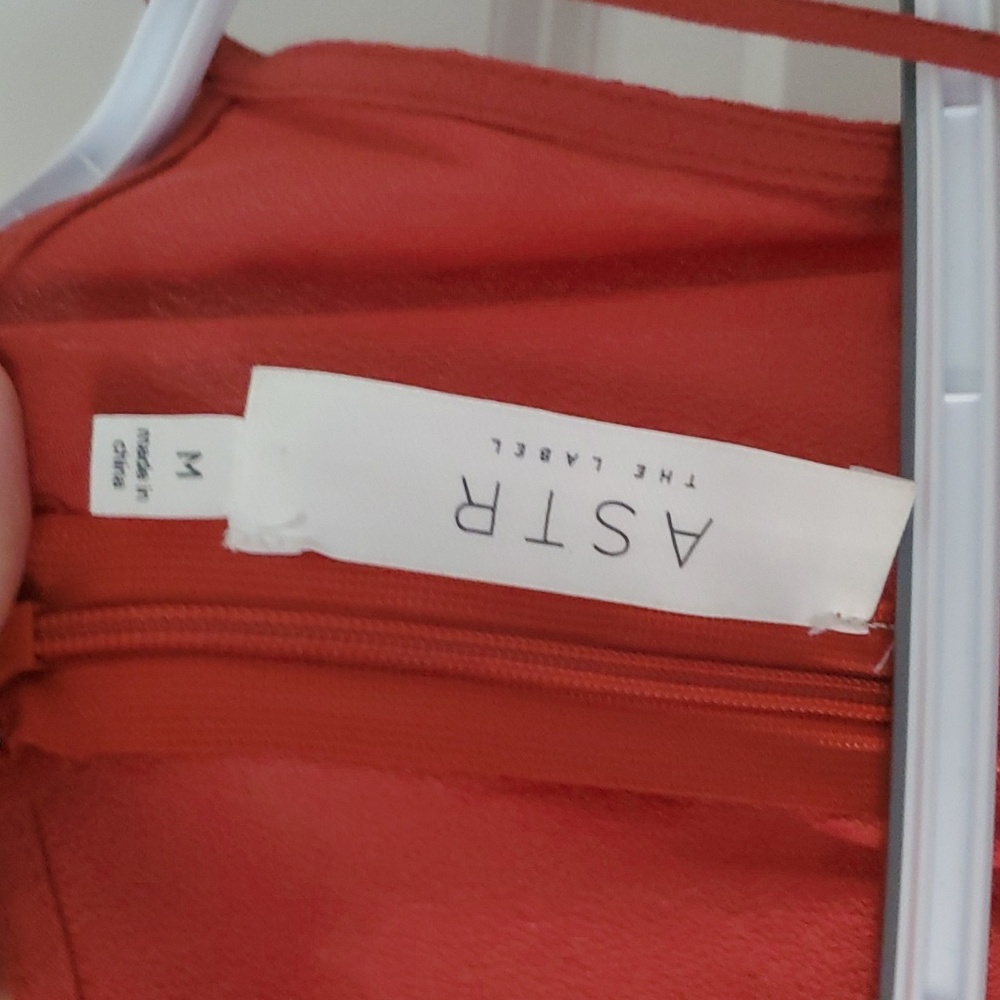 ASTR
THE LABEL
M
made in
china